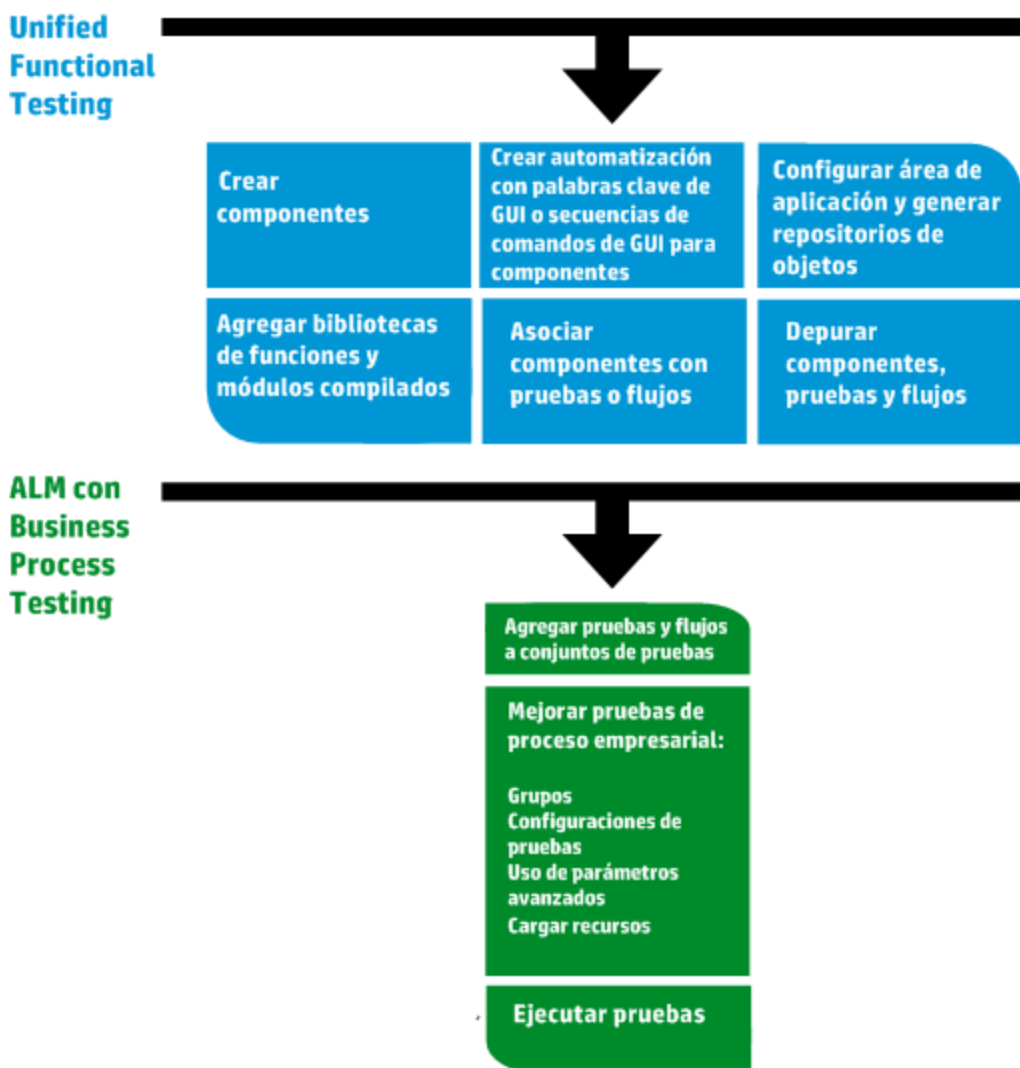 Unified
Functional
Testing
Crear
componentes
Crear automatización
con palabras clave de
GUI o secuencias de
comandos de GUI para
componentes
Configurar área de
aplicación y generar
repositorios de
objetos
Agregar bibliotecas
de funciones y
módulos compilados
Asociar
componentes con
pruebas o flujos
Depurar
componentes,
pruebas y flujos
ALM con
Business
Process
Testing
Agregar pruebas y flujos
a conjuntos de pruebas
Mejorar pruebas de
proceso empresarial:
Grupos
Configuraciones de
pruebas
Uso de parámetros
avanzados
Cargar recursos
Ejecutar pruebas